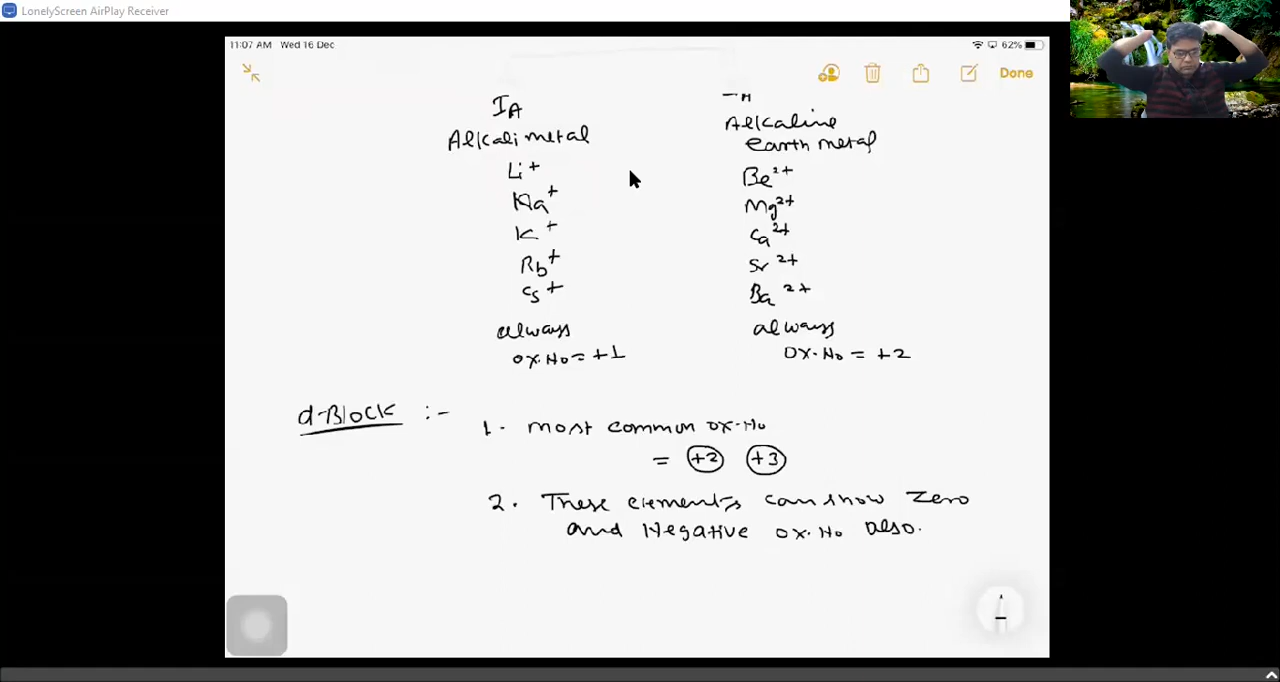 LonelyScreen AirPlay Receiver
11:07 AM Wed 16 Dec
62%
Done
IA
Alkali metal
Li+
Na+
K+
Rb+
Cs+
always
ox.No = +1
Alkaline
earth metal
Be2+
Mg2+
Ca2+
Sr2+
Ba2+
always
ox.No = +2
d-Block :-
1. most common ox.No
= +2 +3
2. These elements can show Zero
and Negative ox.No also.